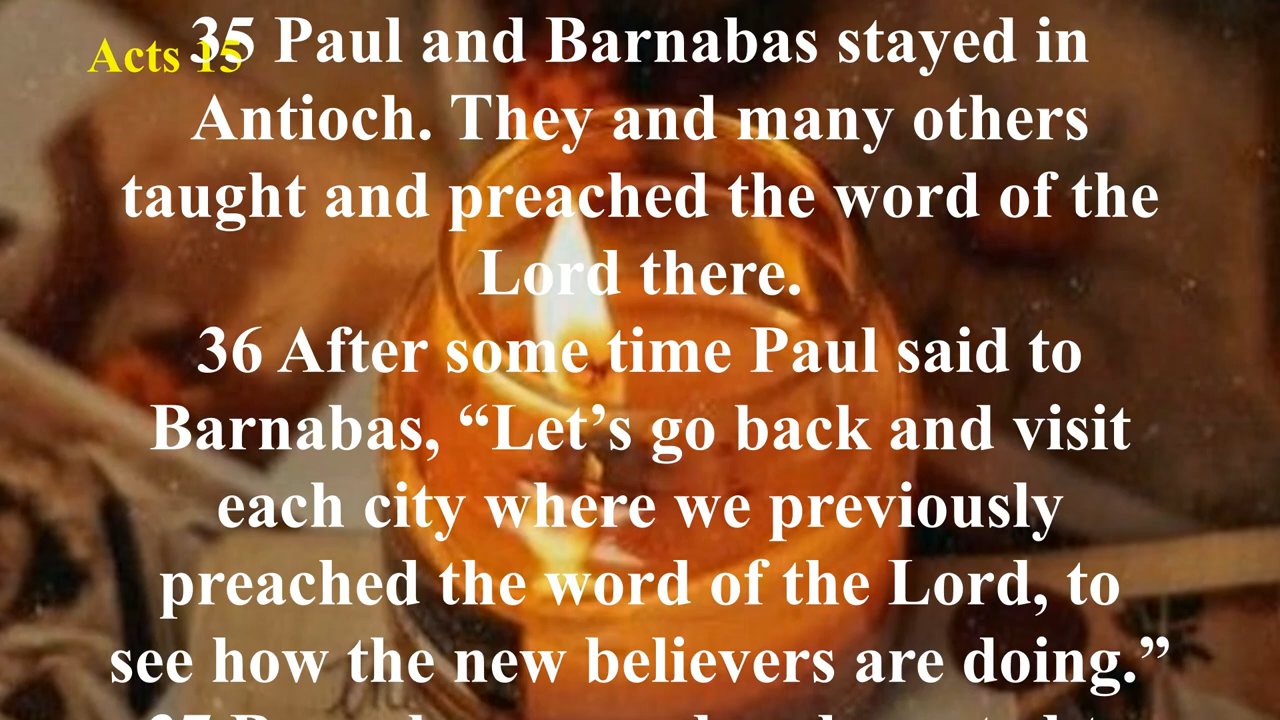 Acts 15
35 Paul and Barnabas stayed in
Antioch. They and many others
taught and preached the word of the
Lord there.
36 After some time Paul said to
Barnabas, “Let’s go back and visit
each city where we previously
preached the word of the Lord, to
see how the new believers are doing.”